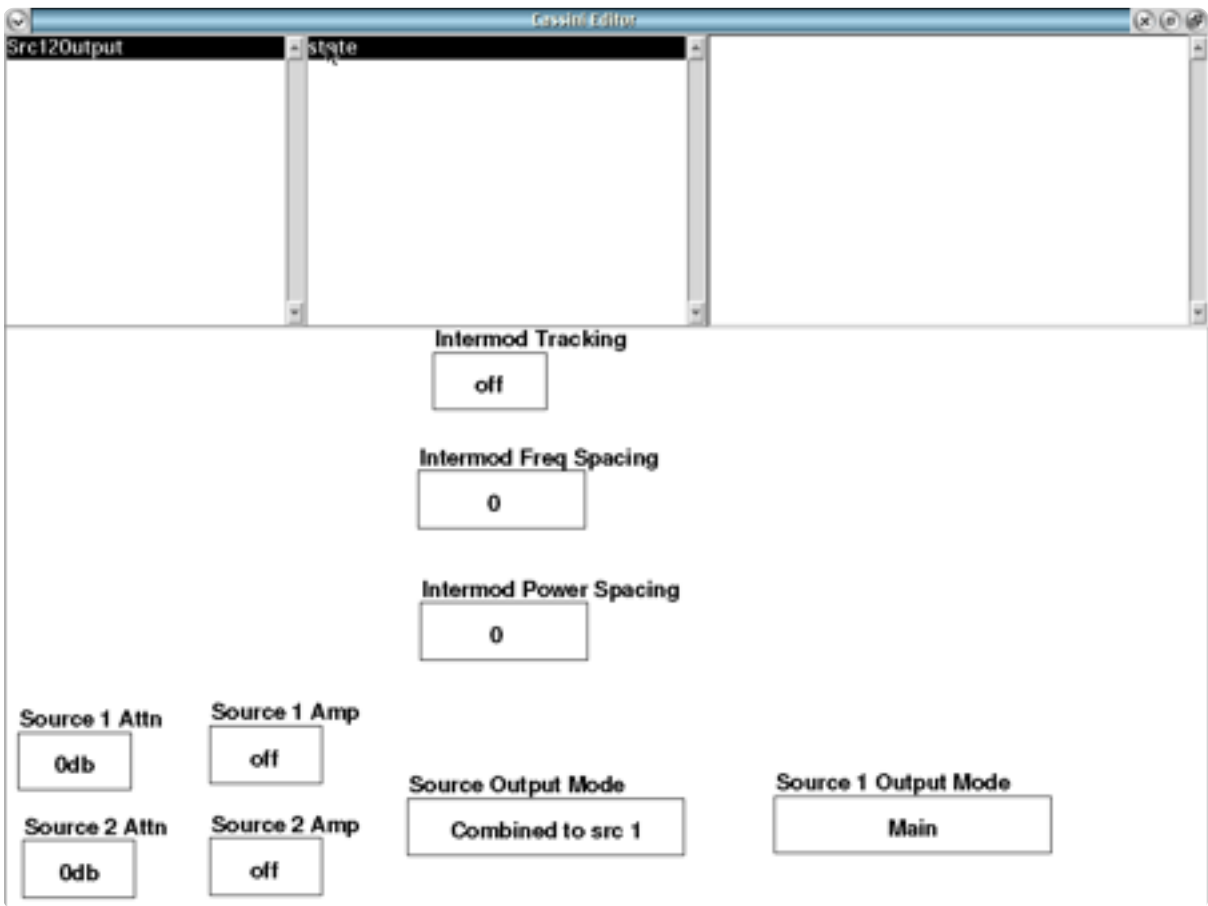 Cassini Editor
Src12Output
state
Intermod Tracking
off
Intermod Freq Spacing
0
Intermod Power Spacing
0
Source 1 Attn
0db
Source 1 Amp
off
Source 2 Attn
0db
Source 2 Amp
off
Source Output Mode
Combined to src 1
Source 1 Output Mode
Main